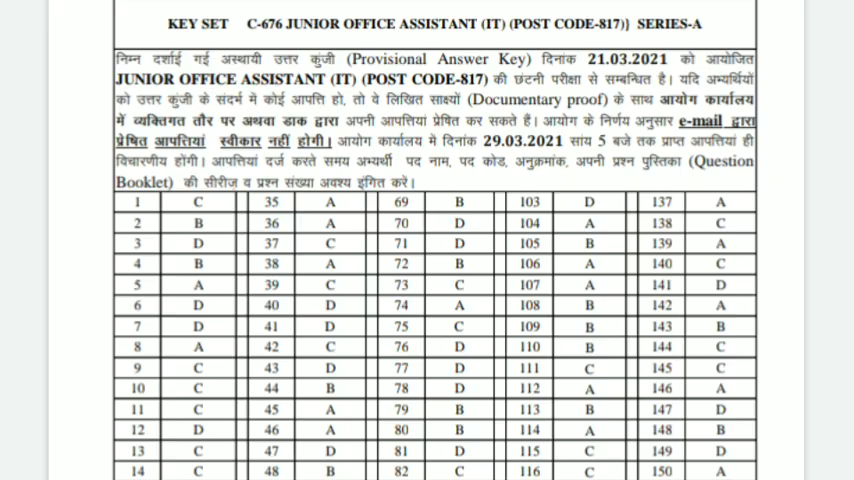 KEY SET C-676 JUNIOR OFFICE ASSISTANT (IT) (POST CODE-817)} SERIES-A
निम्न दर्शाई गई अस्थायी उत्तर कुंजी (Provisional Answer Key) दिनांक 21.03.2021 को आयोजित
JUNIOR OFFICE ASSISTANT (IT) (POST CODE-817) की छंटनी परीक्षा से सम्बन्धित है। यदि अभ्यर्थियों
को उत्तर कुंजी के संदर्भ में कोई आपत्ति हो, तो वे लिखित साक्ष्यों (Documentary proof) के साथ आयोग कार्यालय
में व्यक्तिगत तौर पर अथवा डाक द्वारा अपनी आपत्तियां प्रेषित कर सकते हैं। आयोग के निर्णय अनुसार e-mail द्वारा
प्रेषित आपत्तियां स्वीकार नहीं होगी। आयोग कार्यालय में दिनांक 29.03.2021 सांय 5 बजे तक प्राप्त आपत्तियां ही
विचारणीय होंगी। आपत्तियां दर्ज करते समय अभ्यर्थी पद नाम, पद कोड, अनुक्रमांक, अपनी प्रश्न पुस्तिका (Question
Booklet) की सीरीज व प्रश्न संख्या अवश्य इंगित करें।
1 C 35 A 69 B 103 D 137 A
2 B 36 A 70 D 104 A 138 C
3 D 37 C 71 D 105 B 139 A
4 B 38 A 72 B 106 A 140 C
5 A 39 C 73 C 107 A 141 D
6 D 40 D 74 A 108 B 142 A
7 D 41 D 75 C 109 B 143 B
8 A 42 C 76 D 110 B 144 C
9 C 43 D 77 D 111 C 145 C
10 C 44 B 78 D 112 A 146 A
11 C 45 A 79 B 113 B 147 D
12 D 46 A 80 B 114 A 148 B
13 C 47 D 81 D 115 C 149 D
14 C 48 B 82 C 116 C 150 A